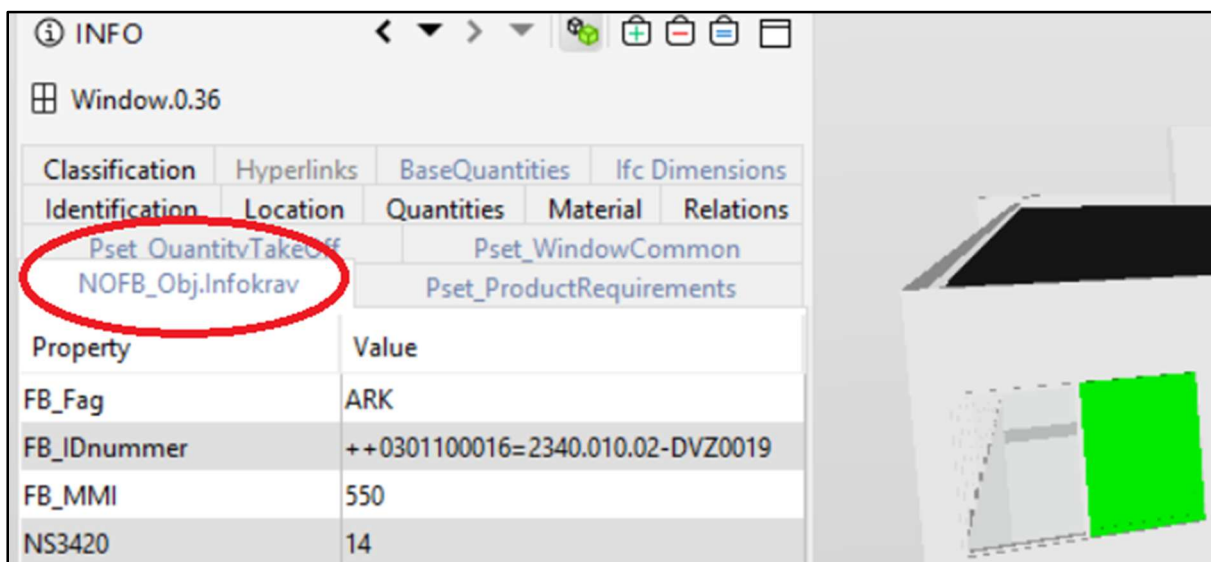 INFO
Window.0.36
Classification Hyperlinks BaseQuantities Ifc Dimensions
Identification Location Quantities Material Relations
Pset_QuantityTakeOff Pset_WindowCommon
NOFB_Obj.Infokrav Pset_ProductRequirements
Property Value
FB_Fag ARK
FB_IDnummer ++0301100016=2340.010.02-DVZ0019
FB_MMI 550
NS3420 14